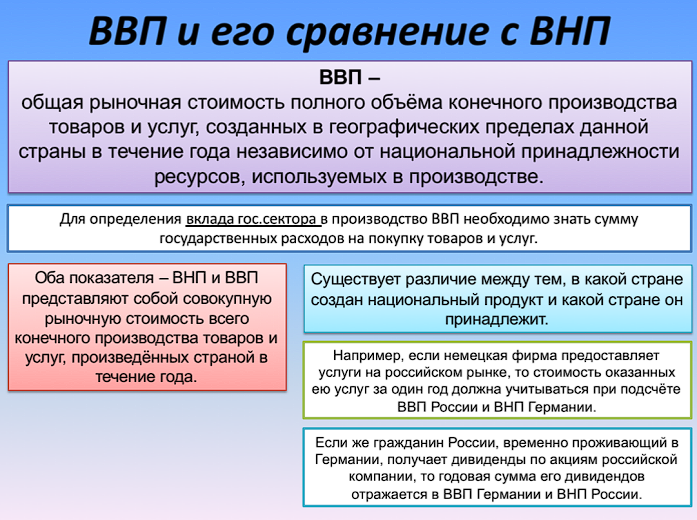 ВВП и его сравнение с ВНП
ВВП –
общая рыночная стоимость полного объёма конечного производства
товаров и услуг, созданных в географических пределах данной
страны в течение года независимо от национальной принадлежности
ресурсов, используемых в производстве.
Для определения вклада гос.сектора в производство ВВП необходимо знать сумму
государственных расходов на покупку товаров и услуг.
Оба показателя – ВНП и ВВП
представляют собой совокупную
рыночную стоимость всего
конечного производства товаров и
услуг, произведённых страной в
течение года.
Существует различие между тем, в какой стране
создан национальный продукт и какой стране он
принадлежит.
Например, если немецкая фирма предоставляет
услуги на российском рынке, то стоимость оказанных
ею услуг за один год должна учитываться при подсчёте
ВВП России и ВНП Германии.
Если же гражданин России, временно проживающий в
Германии, получает дивиденды по акциям российской
компании, то годовая сумма его дивидендов
отражается в ВВП Германии и ВНП России.